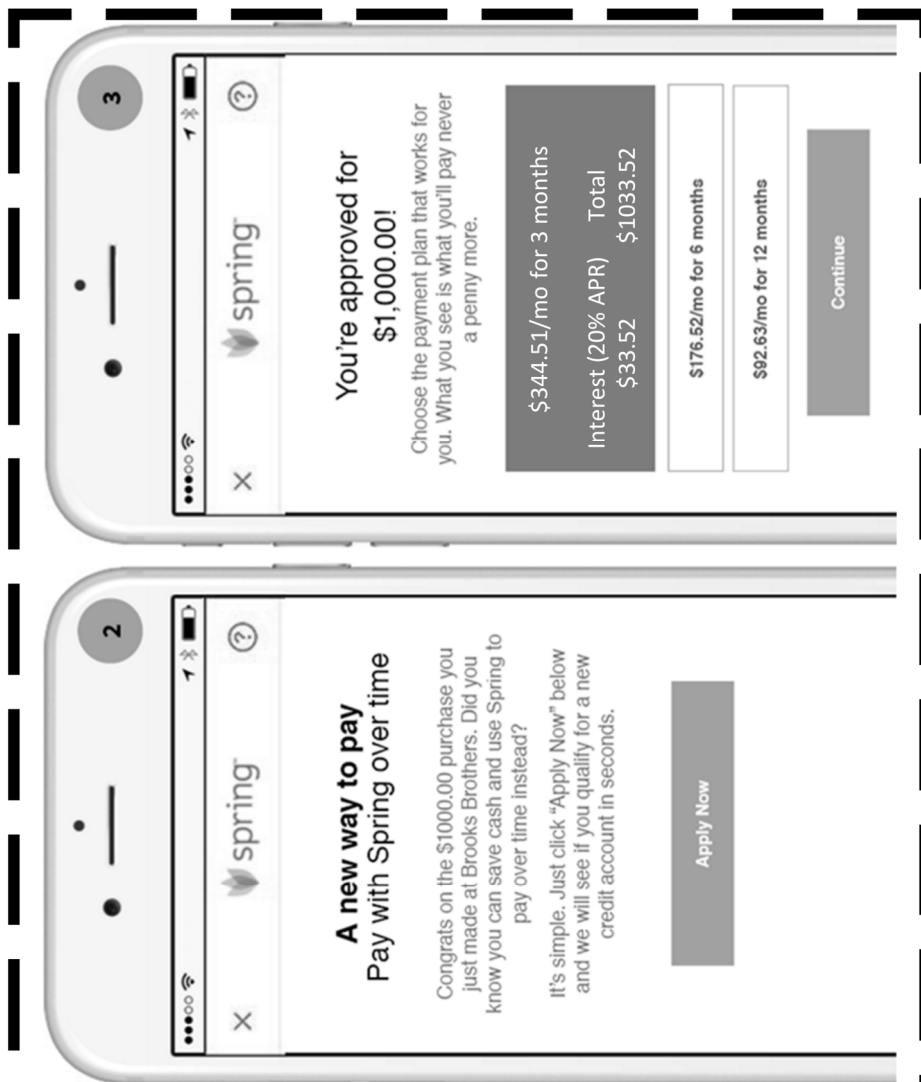 2
×
spring
?
A new way to pay
Pay with Spring over time
Congrats on the $1000.00 purchase you
just made at Brooks Brothers. Did you
know you can save cash and use Spring to
pay over time instead?
It's simple. Just click “Apply Now” below
and we will see if you qualify for a new
credit account in seconds.
Apply Now
3
×
spring
?
You're approved for
$1,000.00!
Choose the payment plan that works for
you. What you see is what you'll pay never
a penny more.
$344.51/mo for 3 months
Interest (20% APR) Total
$33.52 $1033.52
$176.52/mo for 6 months
$92.63/mo for 12 months
Continue